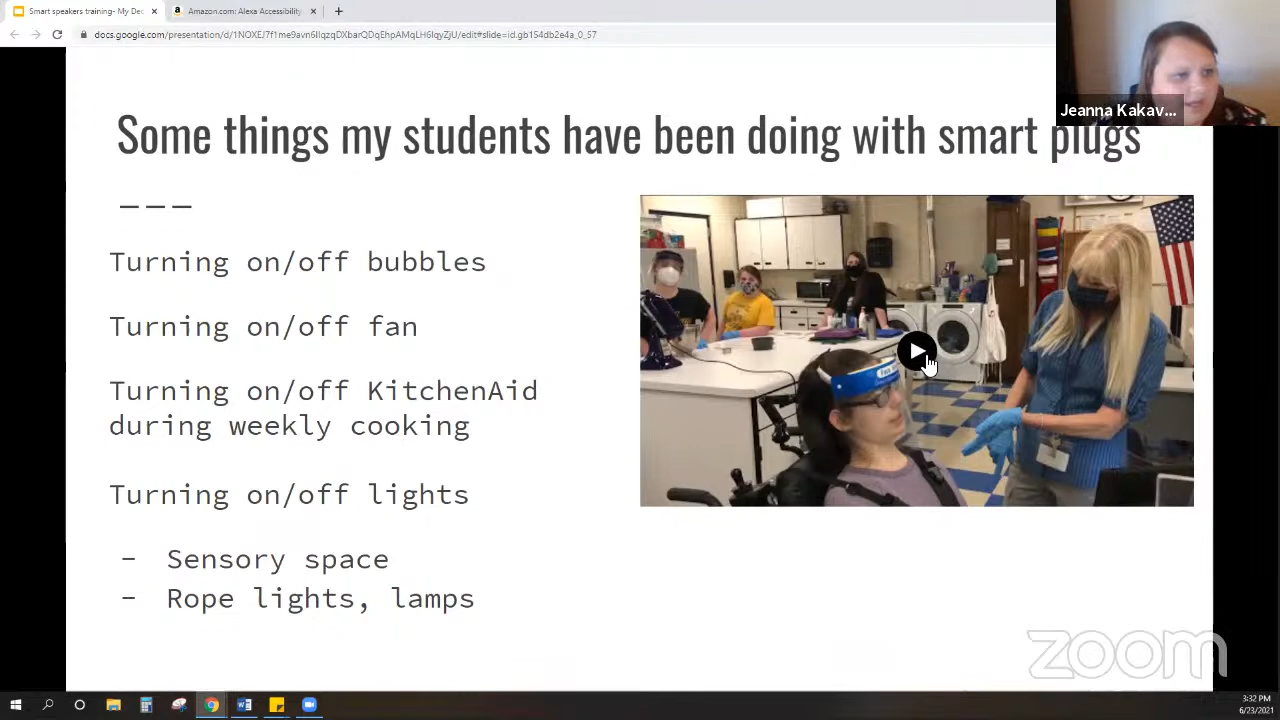 Smart speakers training- My Dec
Amazon.com: Alexa Accessibility
Jeanna Kakav...
Some things my students have been doing with smart plugs
Turning on/off bubbles
Turning on/off fan
Turning on/off KitchenAid
during weekly cooking
Turning on/off lights
- Sensory space
- Rope lights, lamps
zoom
3:32 PM
6/23/2021